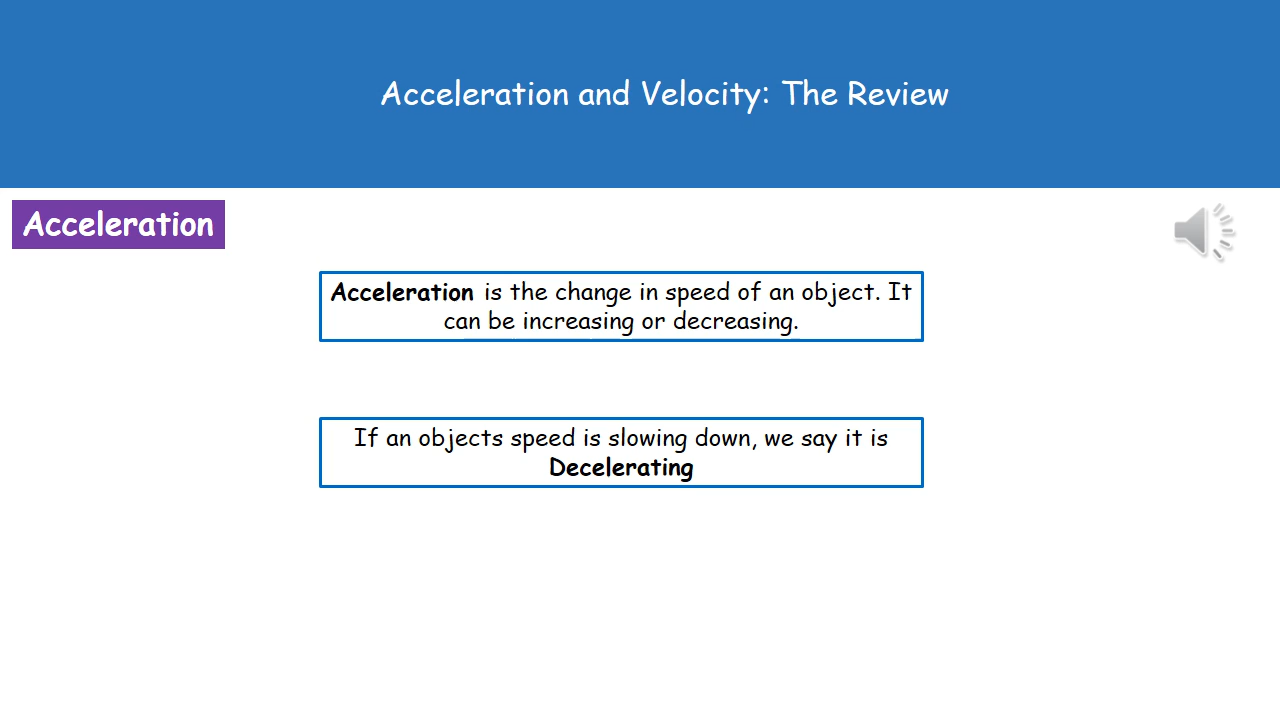 Acceleration and Velocity: The Review
Acceleration
Acceleration is the change in speed of an object. It
can be increasing or decreasing.
If an objects speed is slowing down, we say it is
Decelerating